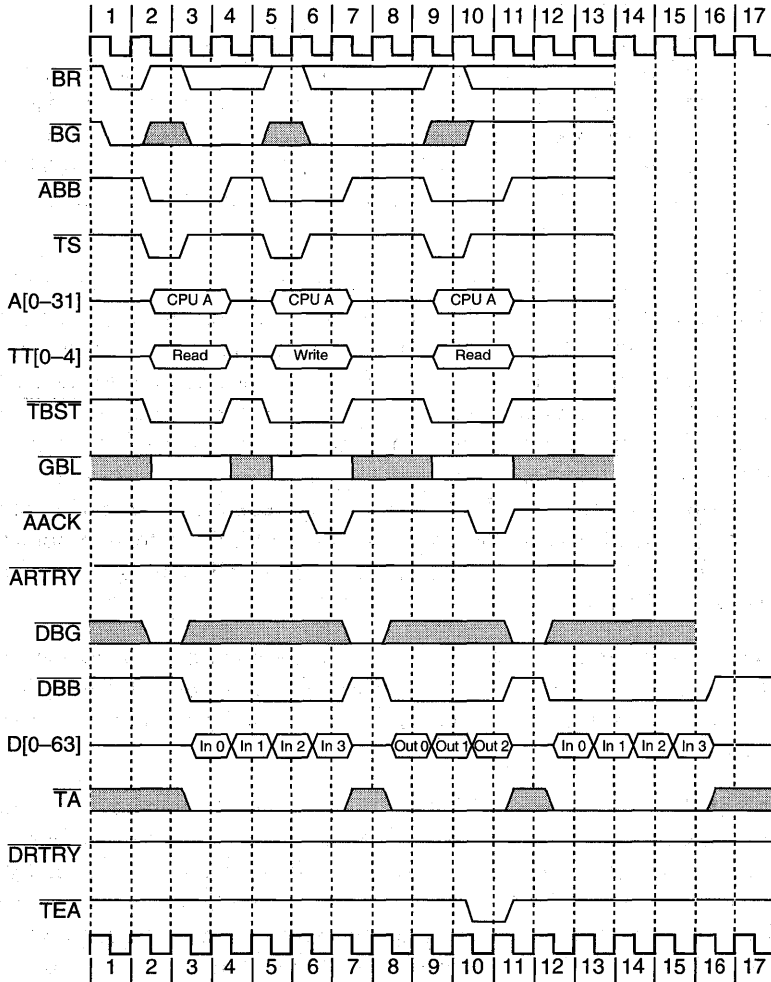 1 2 3 4 5 6 7 8 9 10 11 12 13 14 15 16 17
BR
BG
ABB
TS
A[0–31] CPU A CPU A CPU A
TT[0–4] Read Write Read
TBST
GBL
AACK
ARTRY
DBG
DBB
D[0–63] In 0 In 1 In 2 In 3 Out 0 Out 1 Out 2 In 0 In 1 In 2 In 3
TA
DRTRY
TEA
1 2 3 4 5 6 7 8 9 10 11 12 13 14 15 16 17